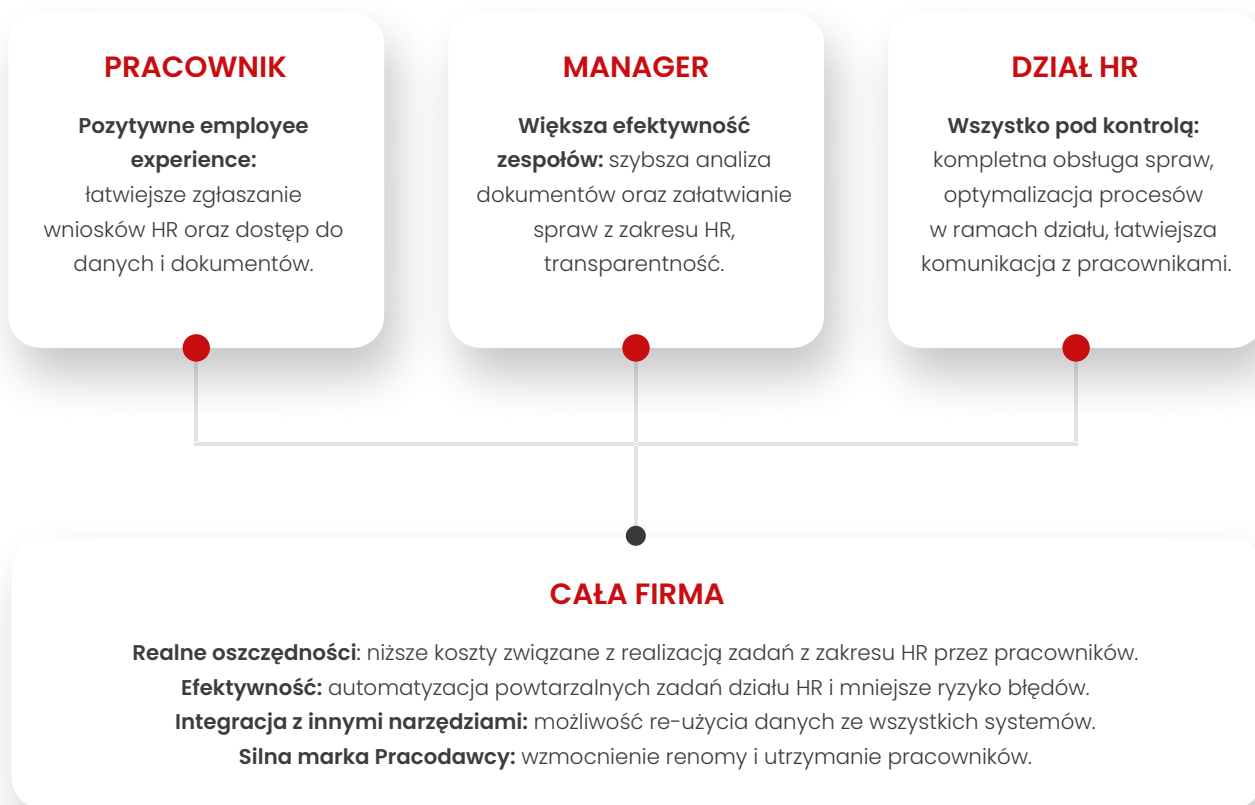 PRACOWNIK
Pozytywne employee
experience:
łatwiejsze zgłaszanie
wniosków HR oraz dostęp do
danych i dokumentów.
MANAGER
Większa efektywność
zespołów: szybsza analiza
dokumentów oraz załatwianie
spraw z zakresu HR,
transparentność.
DZIAŁ HR
Wszystko pod kontrolą:
kompletna obsługa spraw,
optymalizacja procesów
w ramach działu, łatwiejsza
komunikacja z pracownikami.
CAŁA FIRMA
Realne oszczędności: niższe koszty związane z realizacją zadań z zakresu HR przez pracowników.
Efektywność: automatyzacja powtarzalnych zadań działu HR i mniejsze ryzyko błędów.
Integracja z innymi narzędziami: możliwość re-użycia danych ze wszystkich systemów.
Silna marka Pracodawcy: wzmocnienie renomy i utrzymanie pracowników.